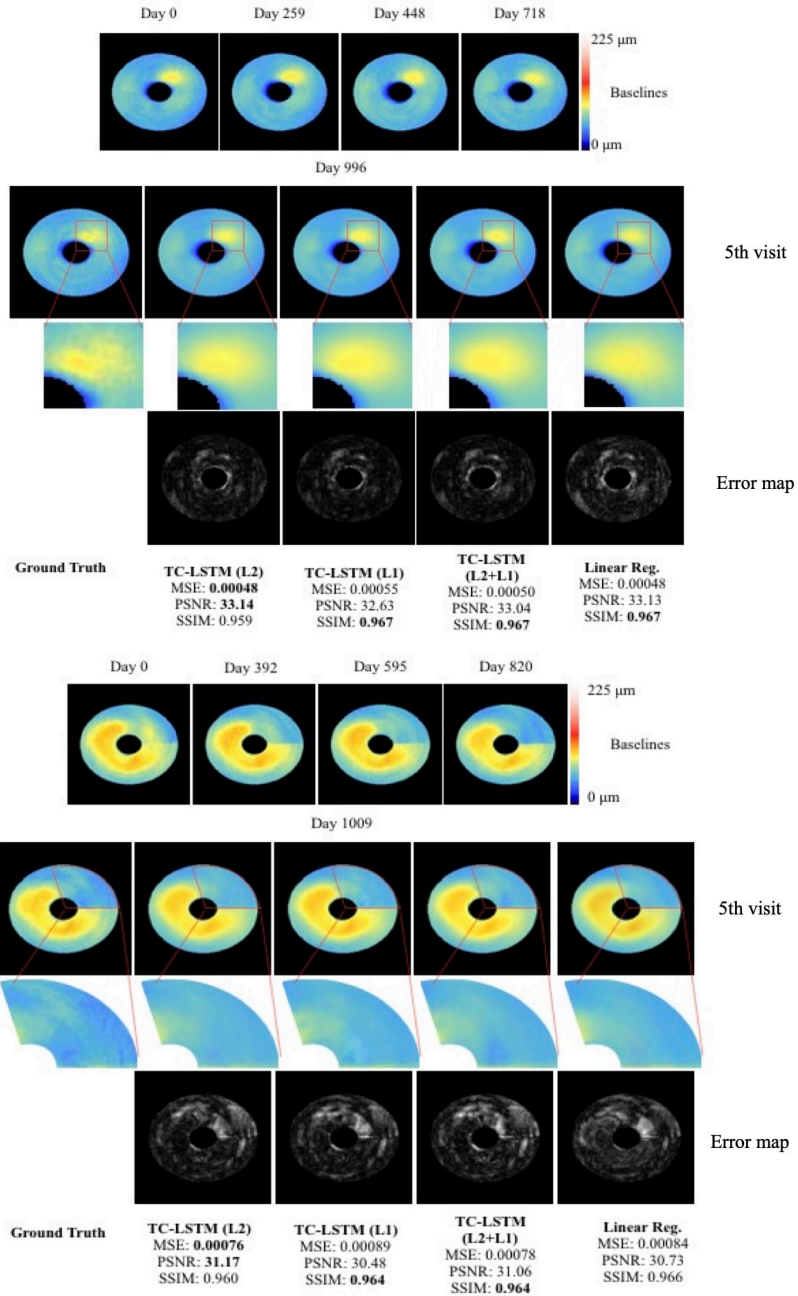 Day 0 Day 259 Day 448 Day 718
225 μm
Baselines
0 μm
Day 996
5th visit
Error map
Ground Truth
TC-LSTM (L2)
MSE: 0.00048
PSNR: 33.14
SSIM: 0.959
TC-LSTM (L1)
MSE: 0.00055
PSNR: 32.63
SSIM: 0.967
TC-LSTM
(L2+L1)
MSE: 0.00050
PSNR: 33.04
SSIM: 0.967
Linear Reg.
MSE: 0.00048
PSNR: 33.13
SSIM: 0.967
Day 0 Day 392 Day 595 Day 820
225 μm
Baselines
0 μm
Day 1009
5th visit
Error map
Ground Truth
TC-LSTM (L2)
MSE: 0.00076
PSNR: 31.17
SSIM: 0.960
TC-LSTM (L1)
MSE: 0.00089
PSNR: 30.48
SSIM: 0.964
TC-LSTM
(L2+L1)
MSE: 0.00078
PSNR: 31.06
SSIM: 0.964
Linear Reg.
MSE: 0.00084
PSNR: 30.73
SSIM: 0.966